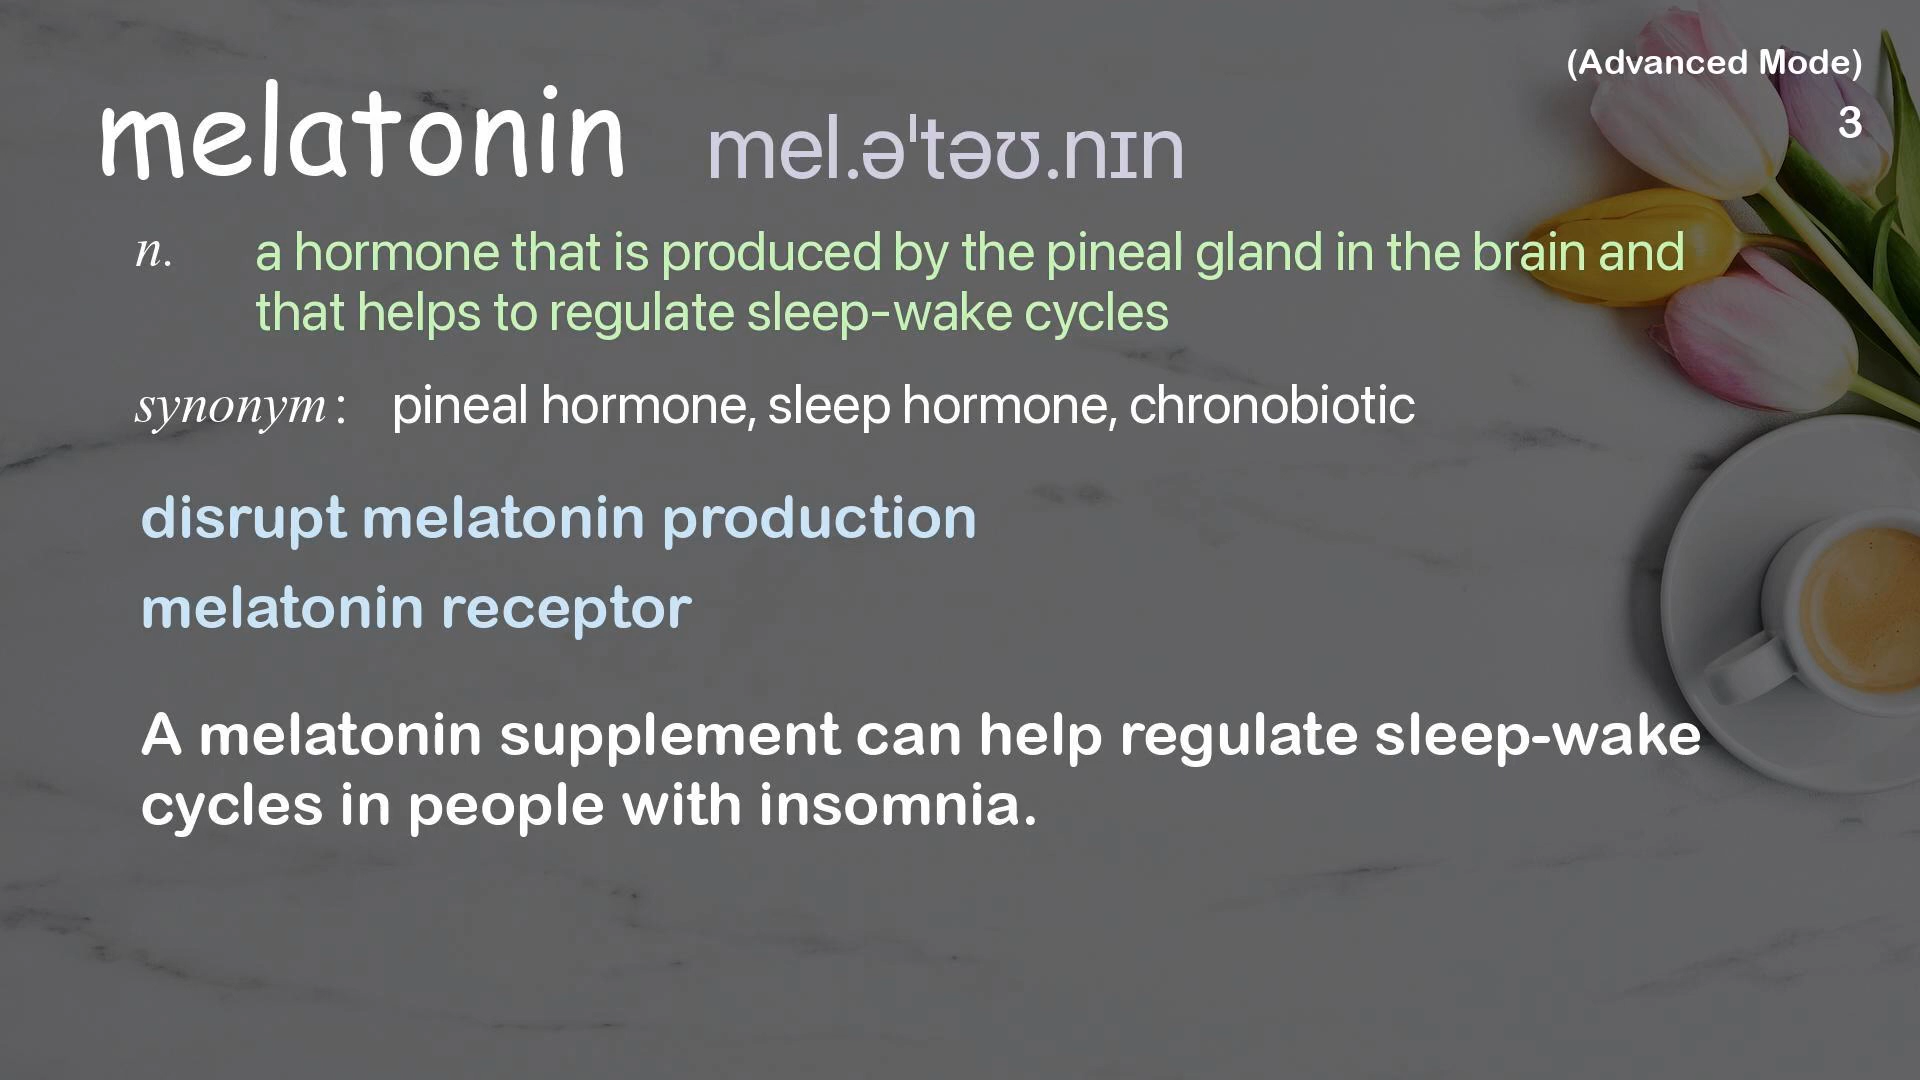 (Advanced Mode)
melatonin mel.əˈtəʊ.nɪn
3
n. a hormone that is produced by the pineal gland in the brain and
that helps to regulate sleep-wake cycles
synonym: pineal hormone, sleep hormone, chronobiotic
disrupt melatonin production
melatonin receptor
A melatonin supplement can help regulate sleep-wake
cycles in people with insomnia.